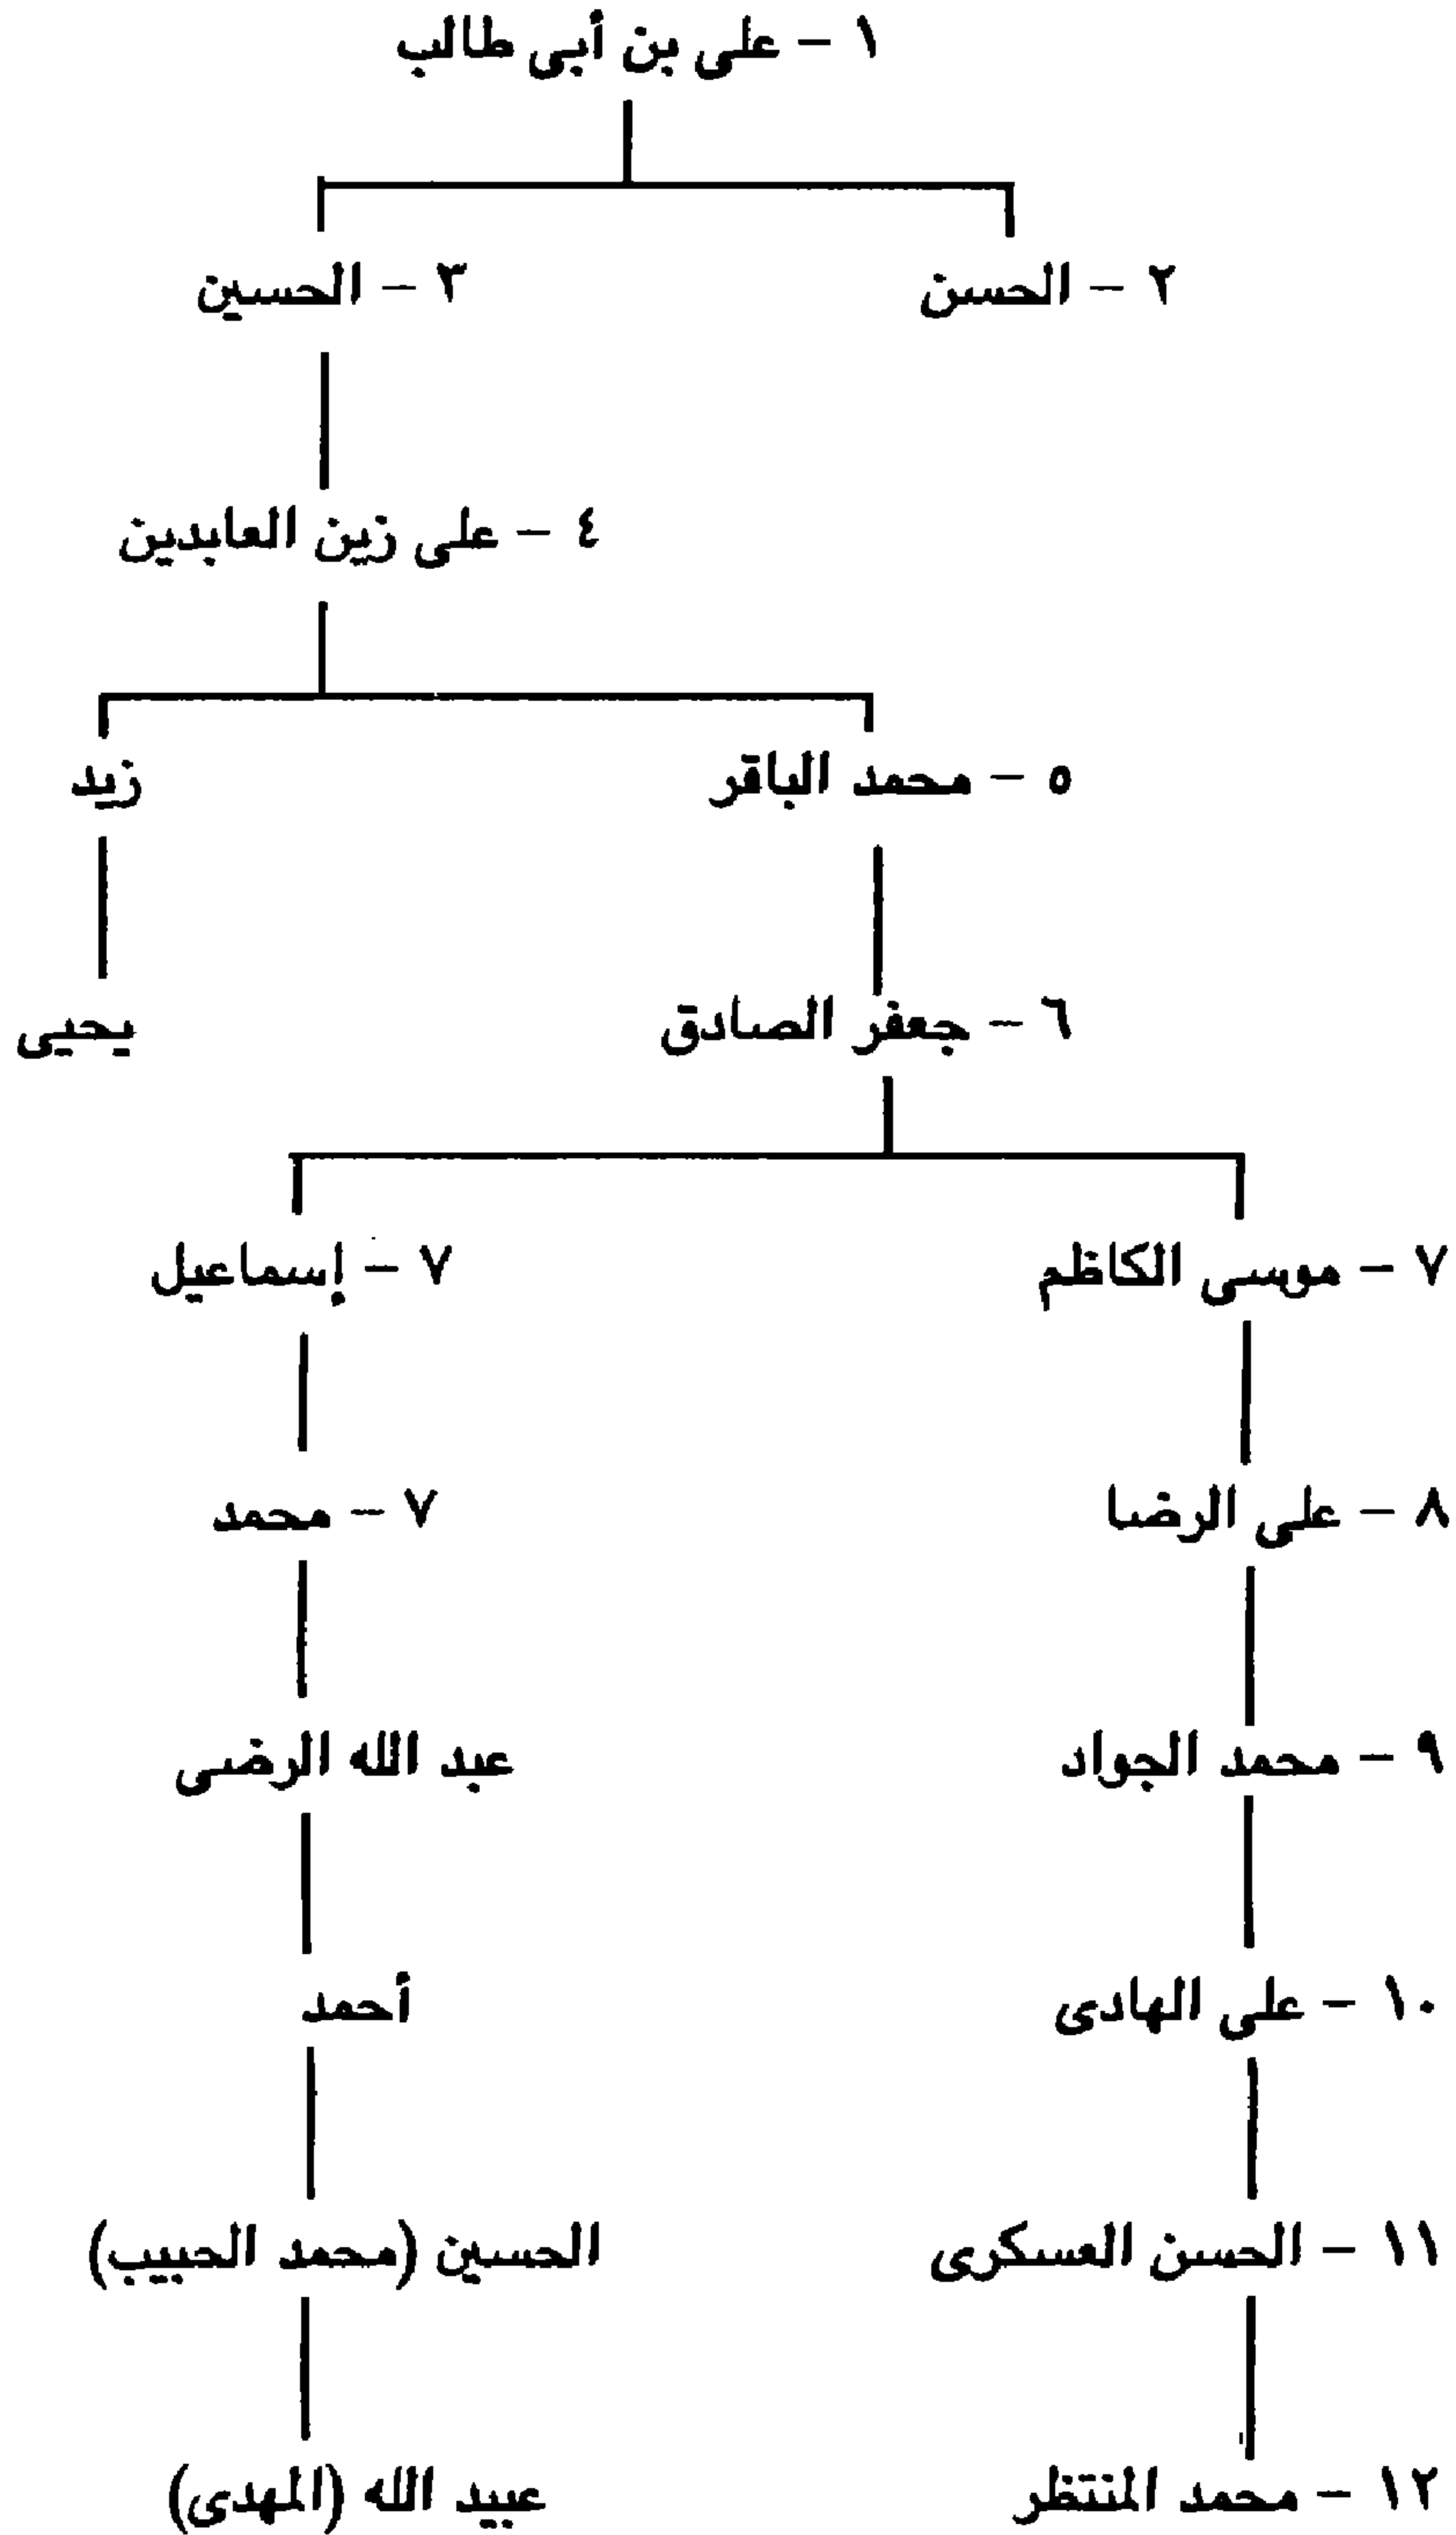 ١ - على بن أبى طالب
٢ - الحسن
٣ - الحسين
٤ - على زين العابدين
٥ - محمد الباقر
زيد
٦ - جعفر الصادق
يحيى
٧ - موسى الكاظم
٧ - إسماعيل
٨ - على الرضا
٧ - محمد
٩ - محمد الجواد
عبد الله الرضى
١٠ - على الهادى
أحمد
١١ - الحسن العسكرى
الحسين (محمد الحبيب)
١٢ - محمد المنتظر
عبيد الله (المهدى)